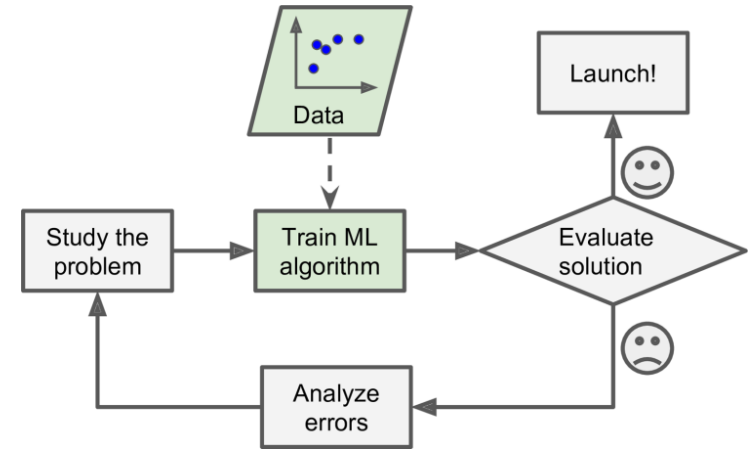 Data
Launch!
Study the
problem
Train ML
algorithm
Evaluate
solution
Analyze
errors